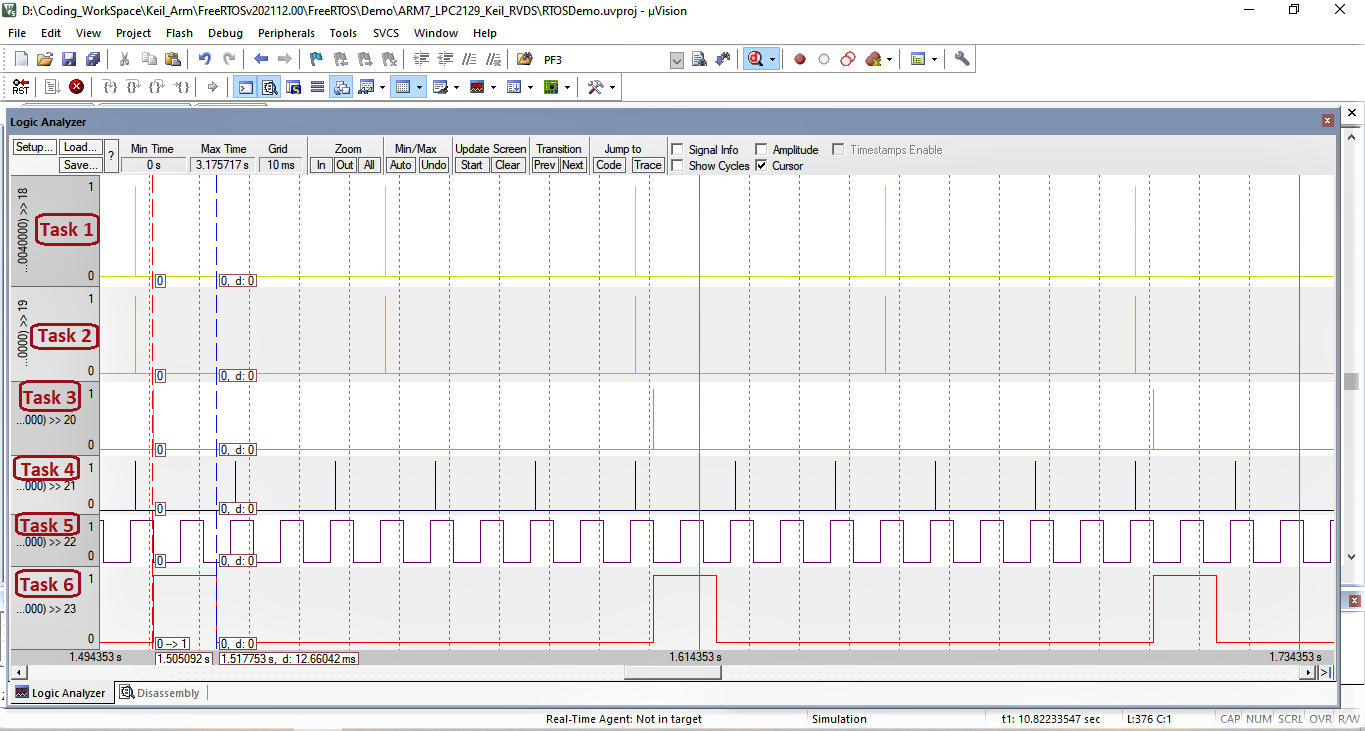 D:\Coding_WorkSpace\Keil_Arm\FreeRTOSv202112.00\FreeRTOS\Demo\ARM7_LPC2129_Keil_RVDS\RTOSDemo.uvproj - µVision
File Edit View Project Flash Debug Peripherals Tools SVCS Window Help
PF3
RST
Logic Analyzer
Setup... Load... ? Min Time Max Time Grid Zoom Min/Max Update Screen Transition Jump to Signal Info Amplitude Timestamps Enable
Save... 0 s 3.175717 s 10 ms In Out All Auto Undo Start Clear Prev Next Code Trace Show Cycles Cursor
...0040000) >> 18
1
Task 1
0
0 0, d: 0
...0000) >> 19
1
Task 2
0
0 0, d: 0
Task 3
1
...000) >> 20
0
0 0, d: 0
Task 4
1
...000) >> 21
0
0 0, d: 0
Task 5
1
...000) >> 22
0
0 0, d: 0
Task 6
1
...000) >> 23
0
0 --> 1 0, d: 0
1.494353 s 1.505092 s 1.517753 s, d: 12.66042 ms 1.614353 s 1.734353 s
Logic Analyzer Disassembly
Real-Time Agent: Not in target Simulation t1: 10.82233547 sec L:376 C:1 CAP NUM SCRL OVR R/W